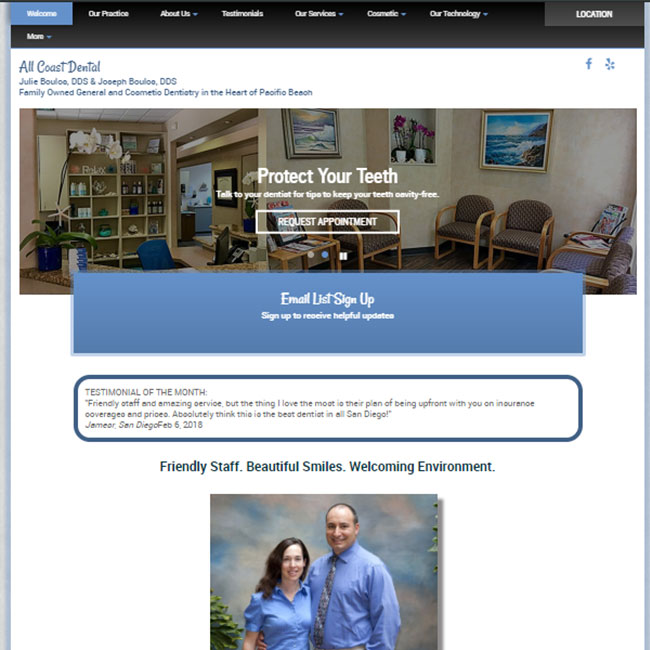 Welcome Our Practice About Us Testimonials Our Services Cosmetic Our Technology LOCATION
More
All Coast Dental
Julie Bouloo, DDS & Joseph Bouloo, DDS
Family Owned General and Cosmetic Dentistry in the Heart of Pacific Beach
Relax
Protect Your Teeth
Talk to your dentist for tips to keep your teeth cavity-free.
REQUEST APPOINTMENT
Email List Sign Up
Sign up to receive helpful updates
TESTIMONIAL OF THE MONTH:
"Friendly staff and amazing service, but the thing I love the most is their plan of being upfront with you on insurance
coverages and prices. Absolutely think this is the best dentist in all San Diego!"
Jameor, San DiegoFeb 6, 2018
Friendly Staff. Beautiful Smiles. Welcoming Environment.